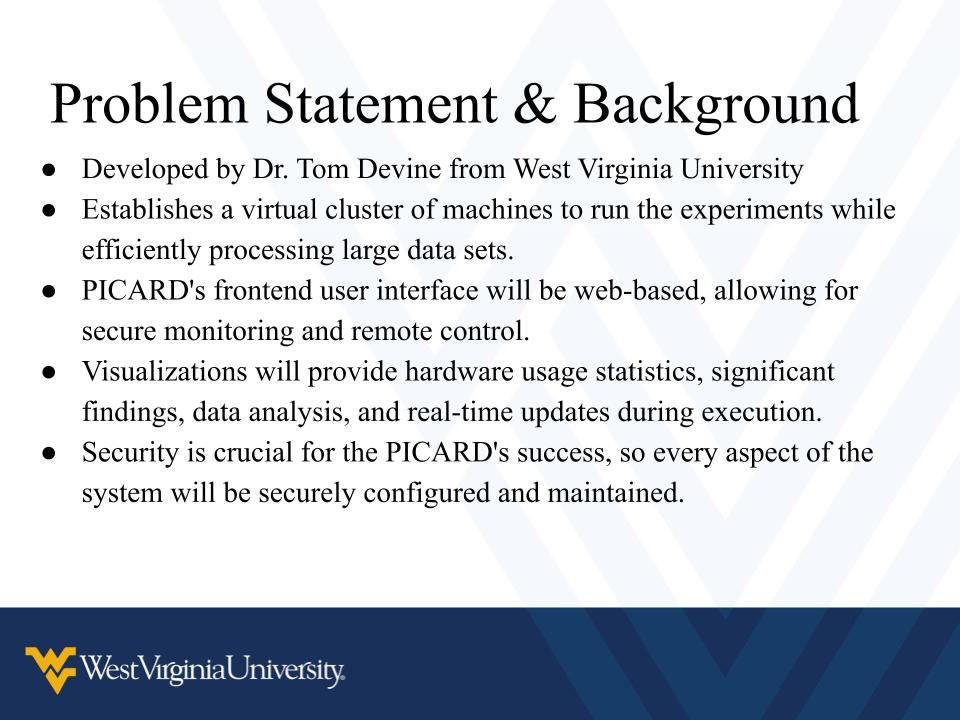 Problem Statement & Background
● Developed by Dr. Tom Devine from West Virginia University
● Establishes a virtual cluster of machines to run the experiments while
efficiently processing large data sets.
● PICARD's frontend user interface will be web-based, allowing for
secure monitoring and remote control.
● Visualizations will provide hardware usage statistics, significant
findings, data analysis, and real-time updates during execution.
● Security is crucial for the PICARD's success, so every aspect of the
system will be securely configured and maintained.
WestVirginiaUniversity®